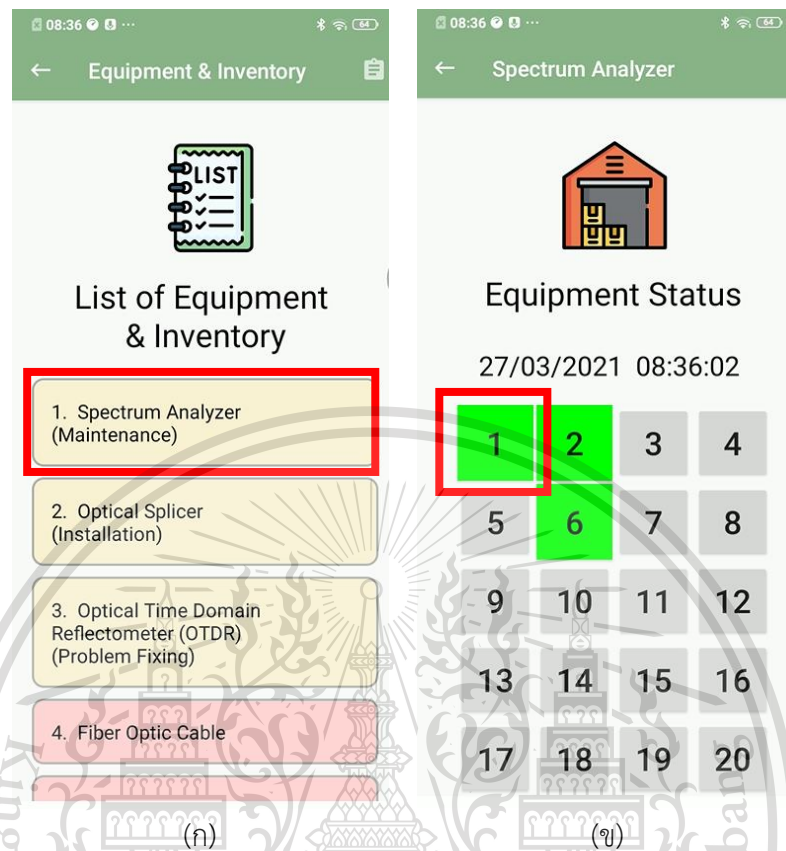 08:36
64
Equipment & Inventory
LIST
List of Equipment
& Inventory
1. Spectrum Analyzer
(Maintenance)
2. Optical Splicer
(Installation)
3. Optical Time Domain
Reflectometer (OTDR)
(Problem Fixing)
4. Fiber Optic Cable
(ก)
08:36
64
Spectrum Analyzer
Equipment Status
27/03/2021 08:36:02
1 2 3 4
5 6 7 8
9 10 11 12
13 14 15 16
17 18 19 20
(ข)